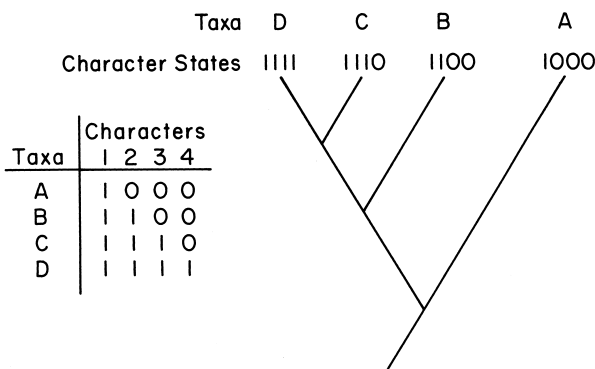 Taxa D C B A
Character States 1111 1110 1100 1000
Characters
Taxa 1 2 3 4
A 1 0 0 0
B 1 1 0 0
C 1 1 1 0
D 1 1 1 1